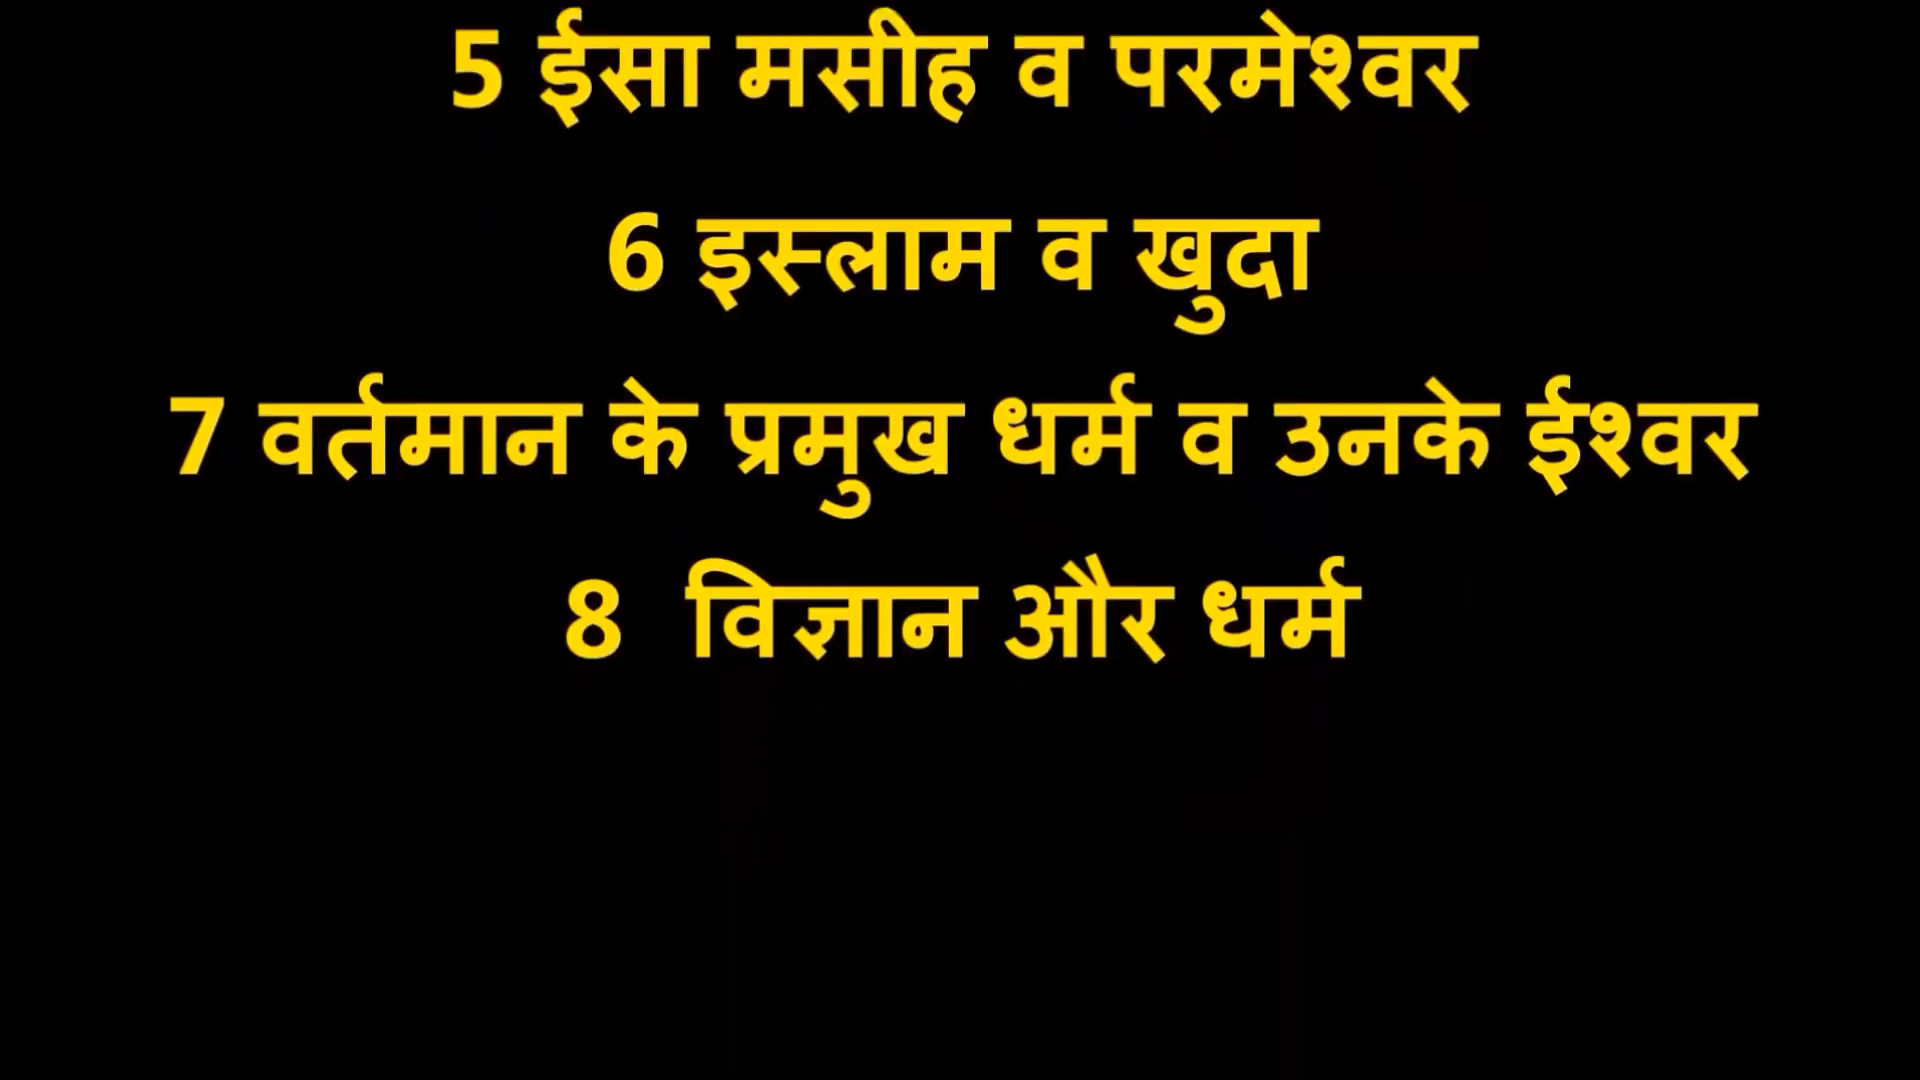 5 ईसा मसीह व परमेश्वर
6 इस्लाम व खुदा
7 वर्तमान के प्रमुख धर्म व उनके ईश्वर
8 विज्ञान और धर्म